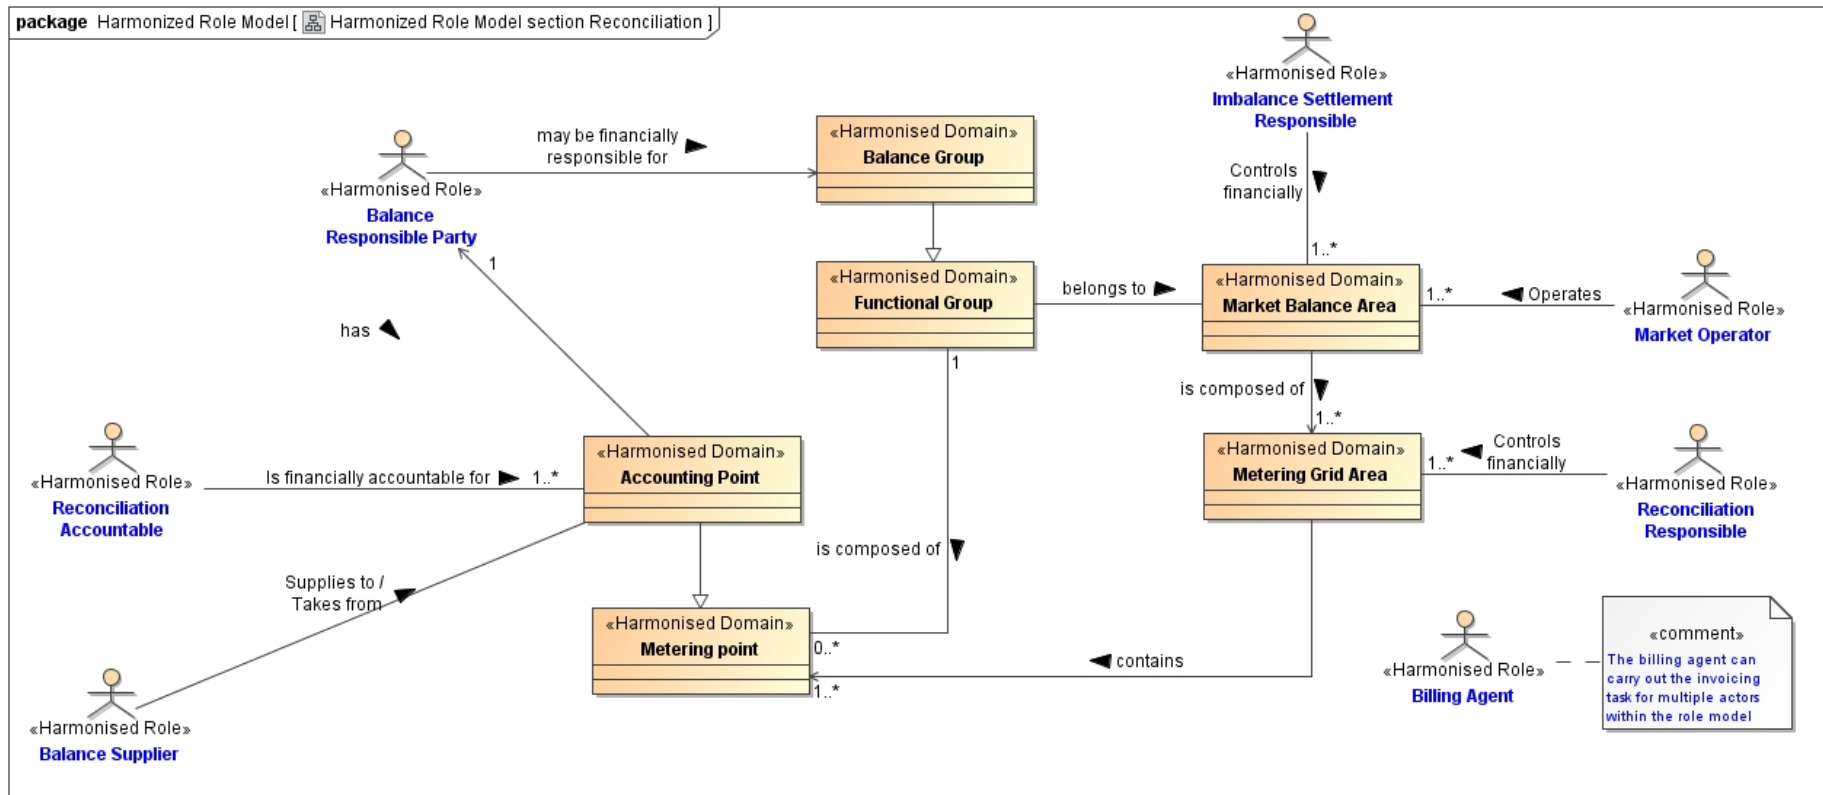 package Harmonized Role Model [ Harmonized Role Model section Reconciliation ]
«Harmonised Role»
Imbalance Settlement
Responsible
Controls
financially
1..*
may be financially
responsible for
«Harmonised Role»
Balance
Responsible Party
1
has
«Harmonised Domain»
Balance Group
«Harmonised Domain»
Functional Group
1
belongs to
«Harmonised Domain»
Market Balance Area
1..*
Operates
«Harmonised Role»
Market Operator
is composed of
1..*
«Harmonised Domain»
Metering Grid Area
1..*
Controls
financially
«Harmonised Role»
Reconciliation
Responsible
«Harmonised Role»
Reconciliation
Accountable
Is financially accountable for
1..*
«Harmonised Domain»
Accounting Point
is composed of
Supplies to /
Takes from
«Harmonised Role»
Balance Supplier
«Harmonised Domain»
Metering point
0..*
1..*
contains
«Harmonised Role»
Billing Agent
«comment»
The billing agent can
carry out the invoicing
task for multiple actors
within the role model